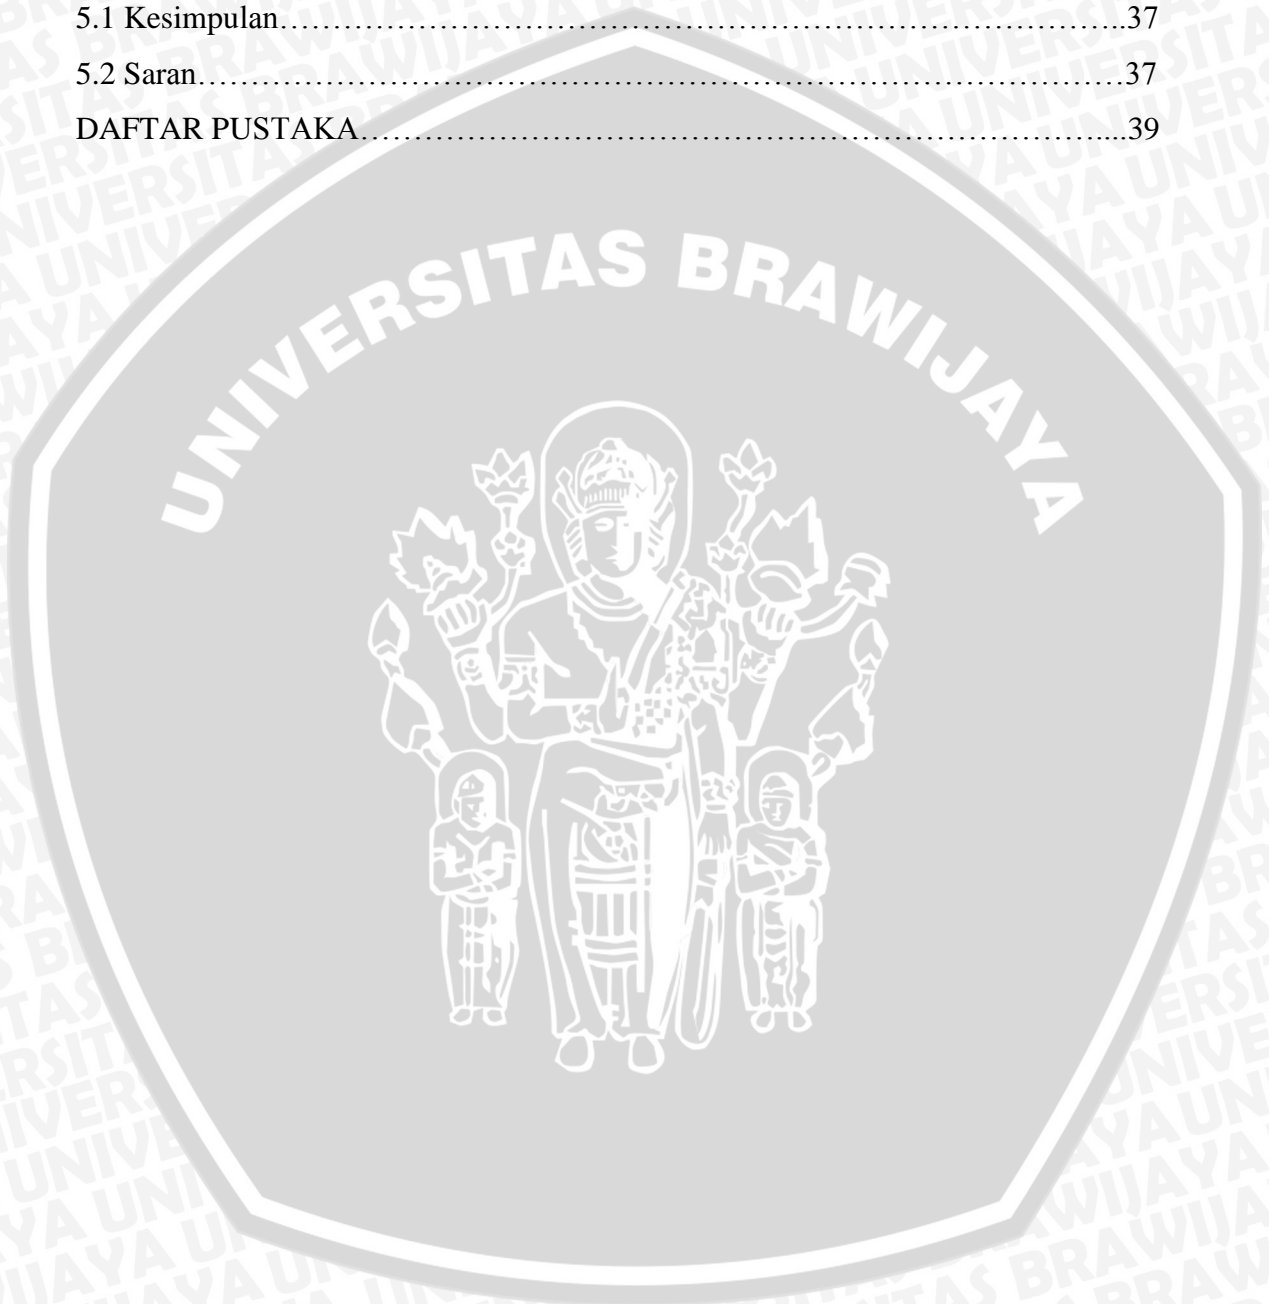 5.1 Kesimpulan……………………………………………………………………………..37
5.2 Saran……………………………………………………………………………………37
DAFTAR PUSTAKA……………………………………………………………………....39
UNIVERSITAS BRAWIJAYA